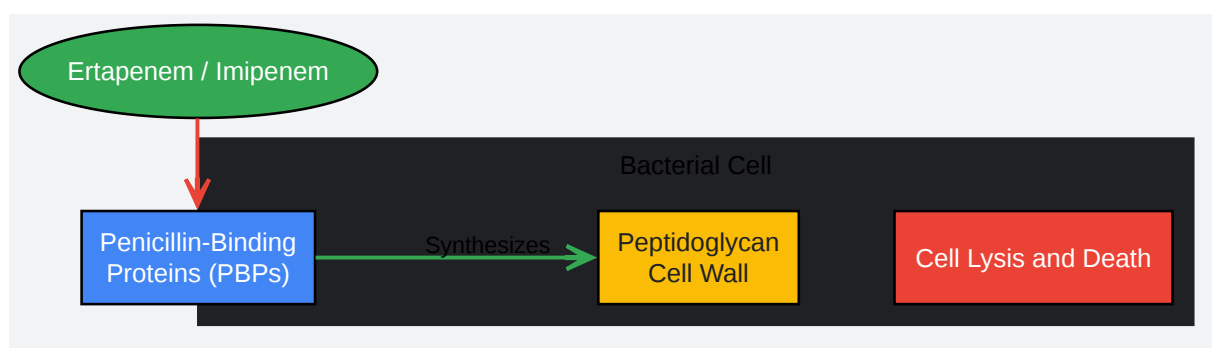 Ertapenem / Imipenem
Bacterial Cell
Penicillin-Binding
Proteins (PBPs)
Synthesizes
Peptidoglycan
Cell Wall
Cell Lysis and Death